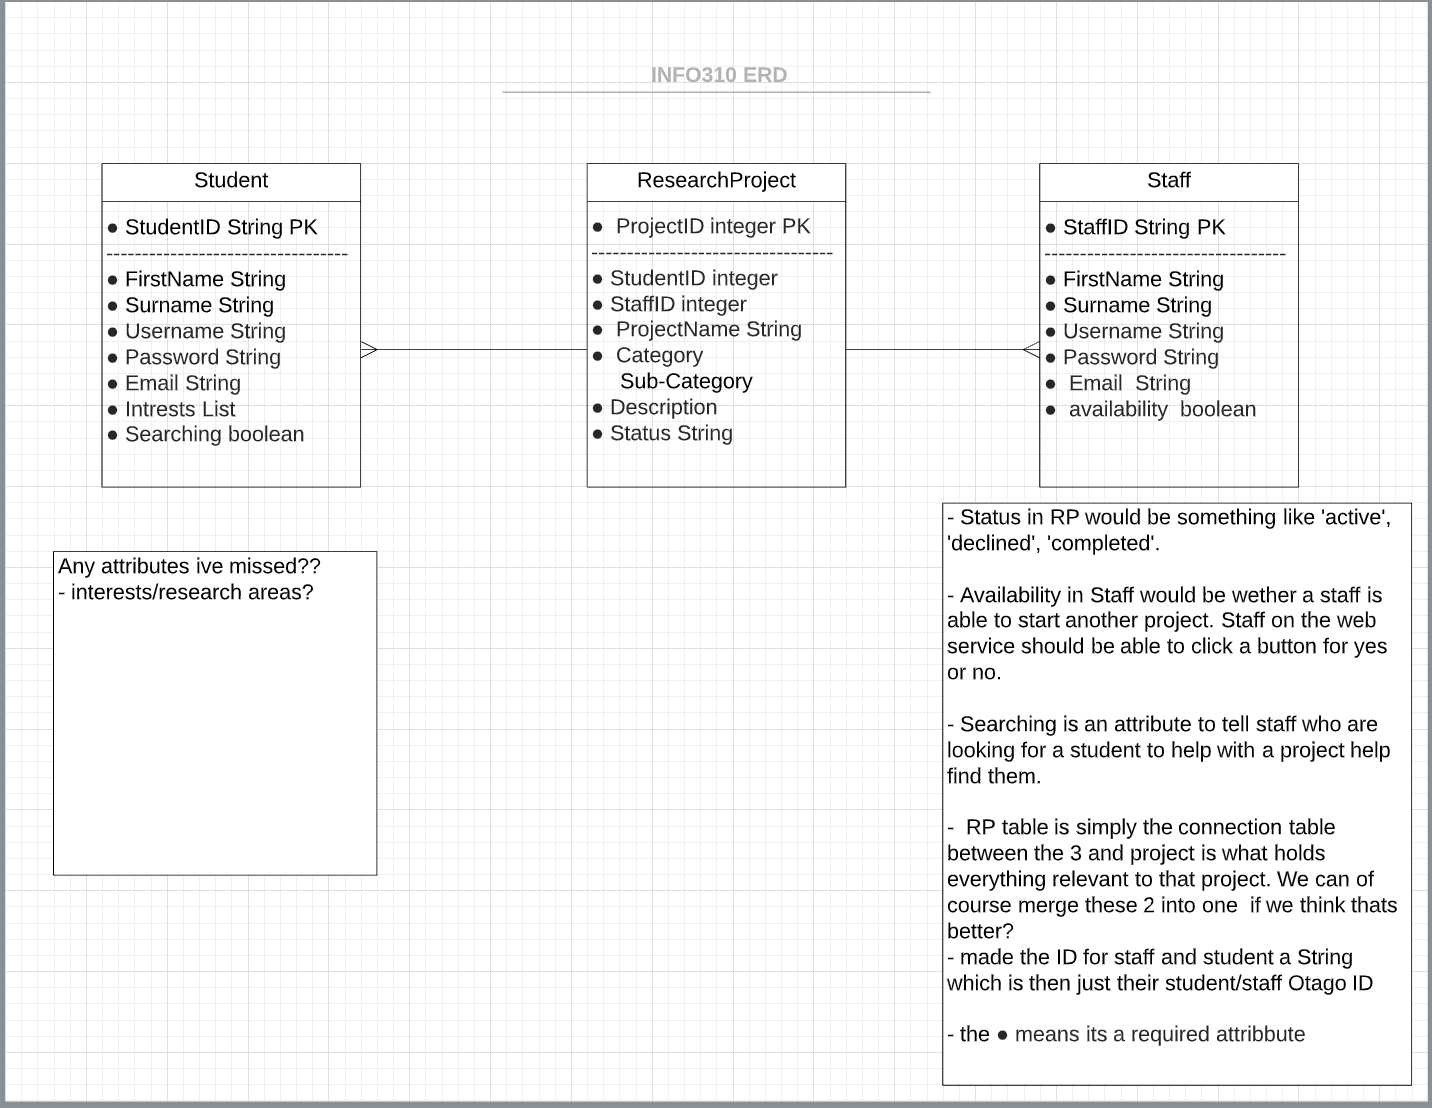 INFO310 ERD
Student
● StudentID String PK
● FirstName String
● Surname String
● Username String
● Password String
● Email String
● Intrests List
● Searching boolean
ResearchProject
● ProjectID integer PK
● StudentID integer
● StaffID integer
● ProjectName String
● Category
Sub-Category
● Description
● Status String
Staff
● StaffID String PK
● FirstName String
● Surname String
● Username String
● Password String
● Email String
● availability boolean
Any attributes ive missed??
- interests/research areas?
- Status in RP would be something like 'active',
'declined', 'completed'.
- Availability in Staff would be wether a staff is
able to start another project. Staff on the web
service should be able to click a button for yes
or no.
- Searching is an attribute to tell staff who are
looking for a student to help with a project help
find them.
- RP table is simply the connection table
between the 3 and project is what holds
everything relevant to that project. We can of
course merge these 2 into one if we think thats
better?
- made the ID for staff and student a String
which is then just their student/staff Otago ID
- the ● means its a required attribbute